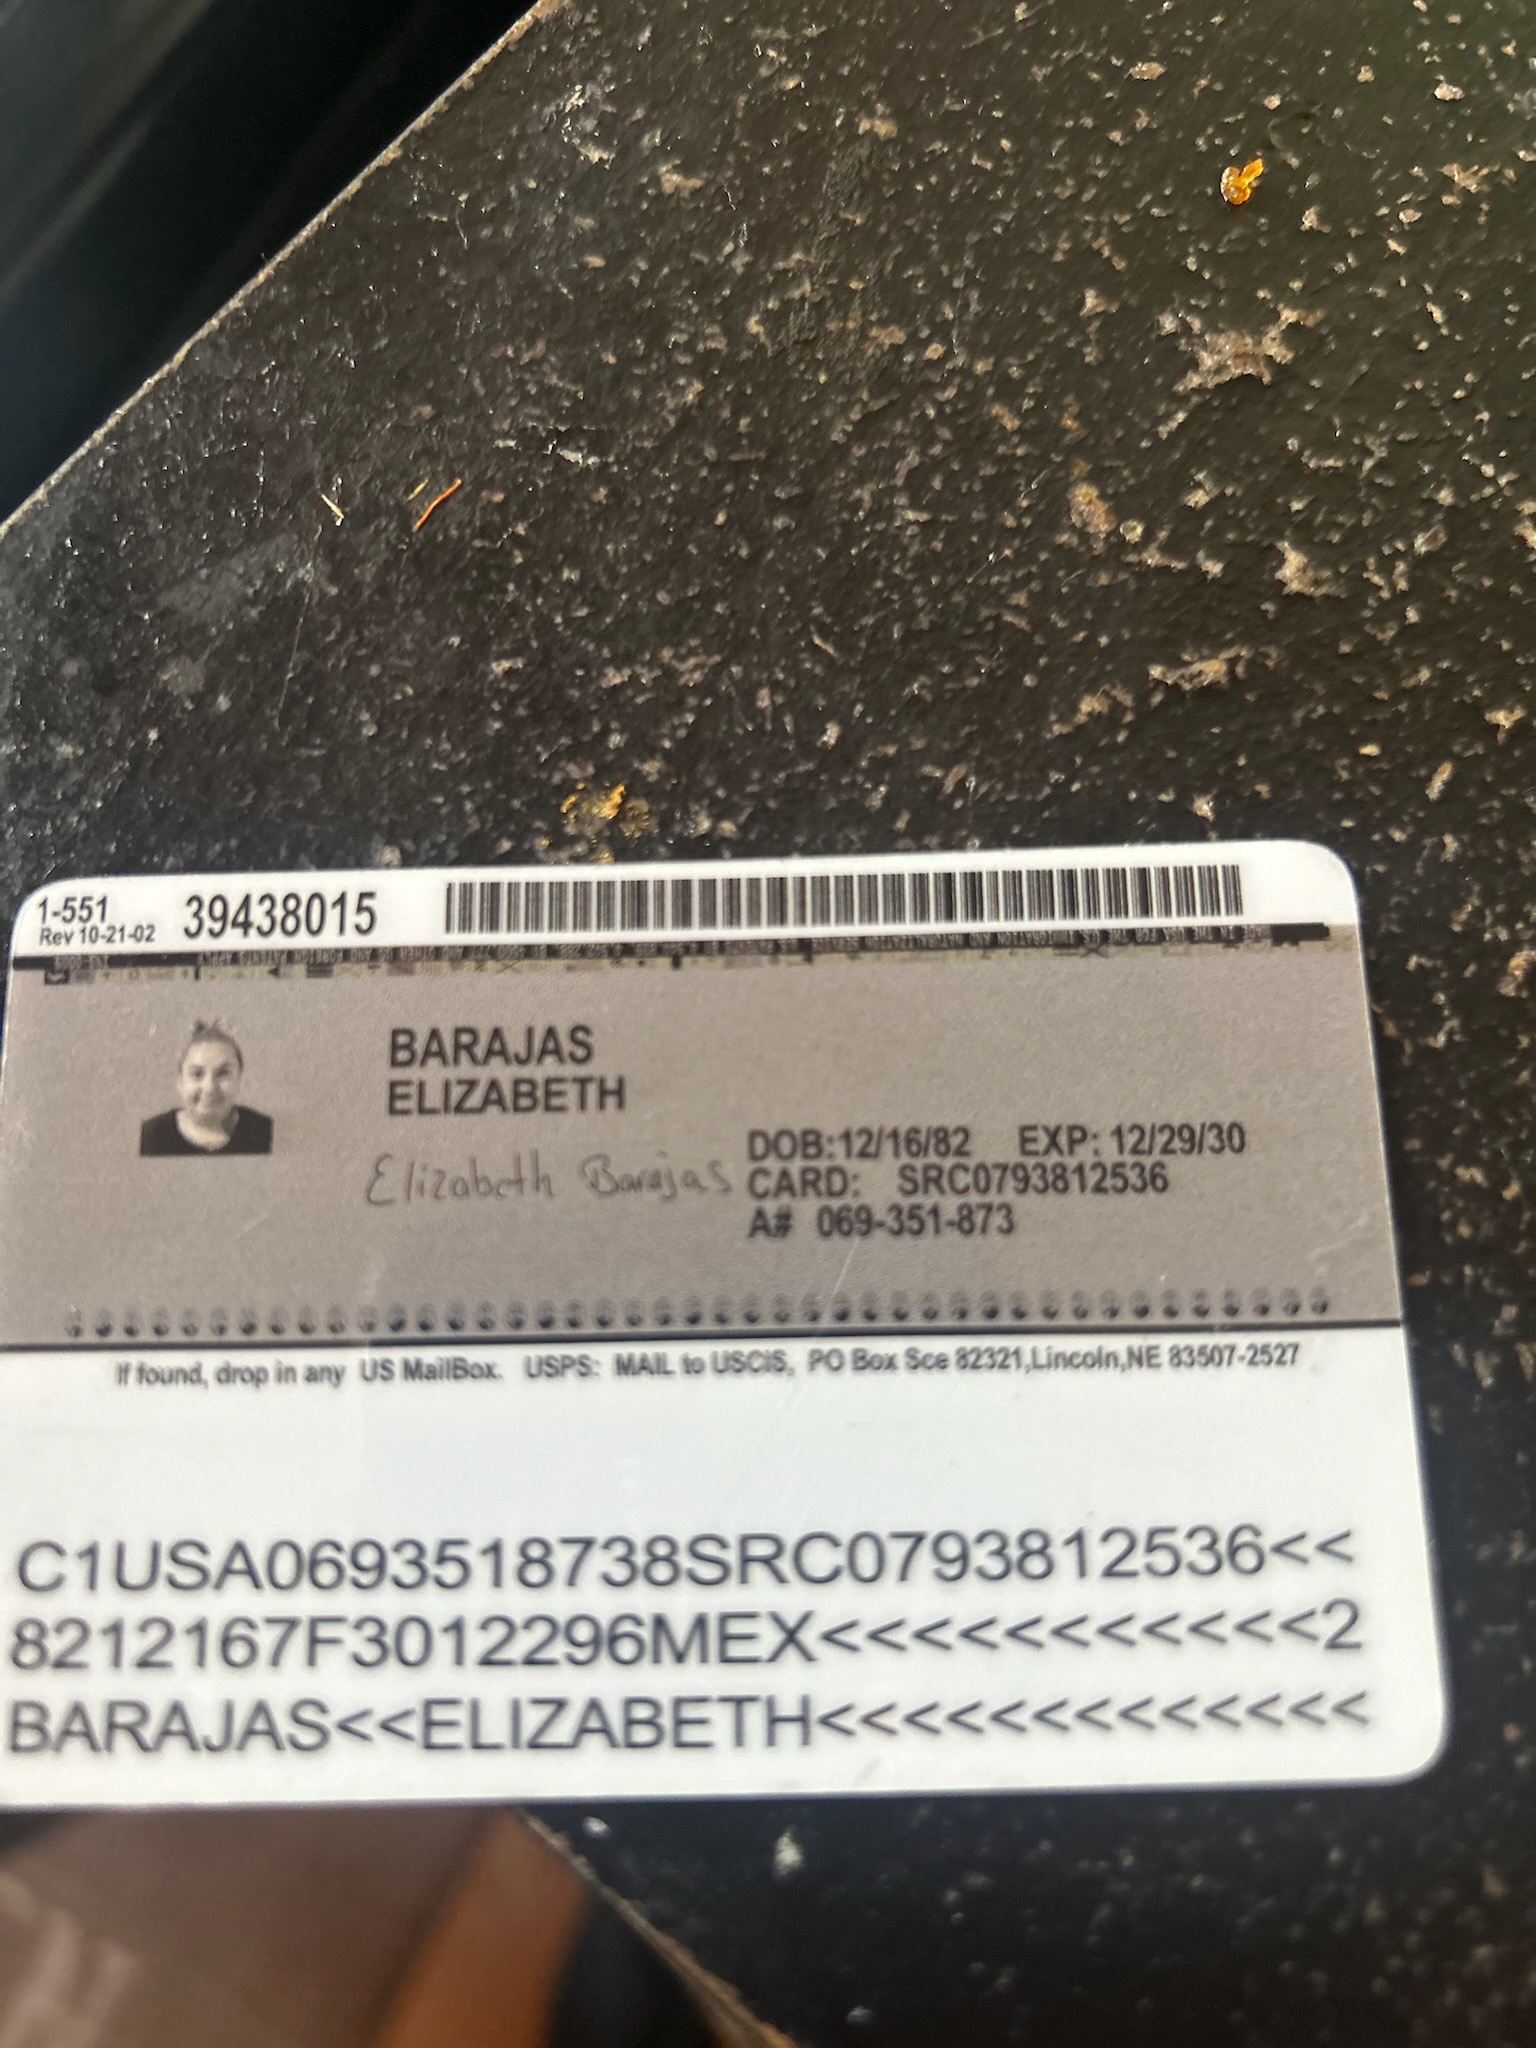 1-551
Rev 10-21-02
39438015
BARAJAS
ELIZABETH
Elizabeth Barajas
DOB:12/16/82 EXP: 12/29/30
CARD: SRC0793812536
A# 069-351-873
If found, drop in any US MailBox. USPS: MAIL to USCIS, PO Box Sce 82321,Lincoln,NE 83507-2527
C1USA0693518738SRC0793812536<<
8212167F3012296MEX<<<<<<<<<<<2
BARAJAS<<ELIZABETH<<<<<<<<<<<<